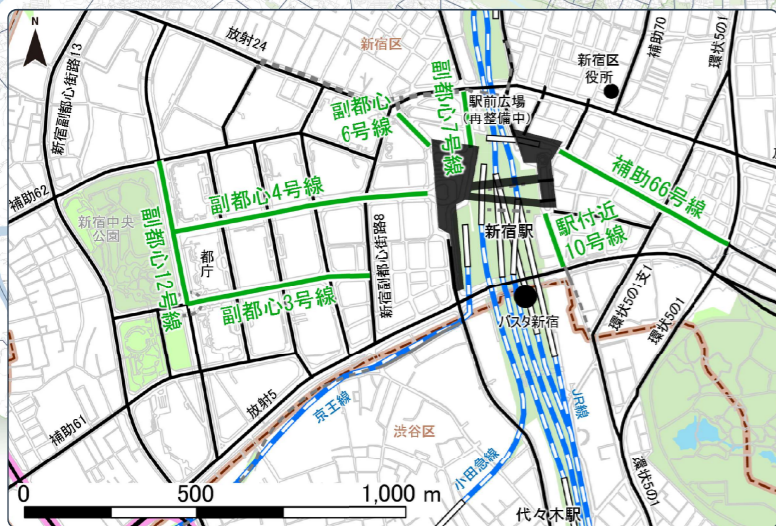 N
放射24
新宿区
補助70
環状5の1
新宿副都心街路13
新宿区
役所
副都心
6号線
副都心7号線
駅前広場
(再整備中)
補助66号線
補助62
副都心4号線
新宿中央
公園
副都心12号線
都庁
新宿副都心街路8
新宿駅
駅付近
10号線
副都心3号線
バスタ新宿
環状5の1支1
環状5の1
放射5
京王線
JR線
渋谷区
補助61
小田急線
環状5の1
0 500 1,000 m
代々木駅